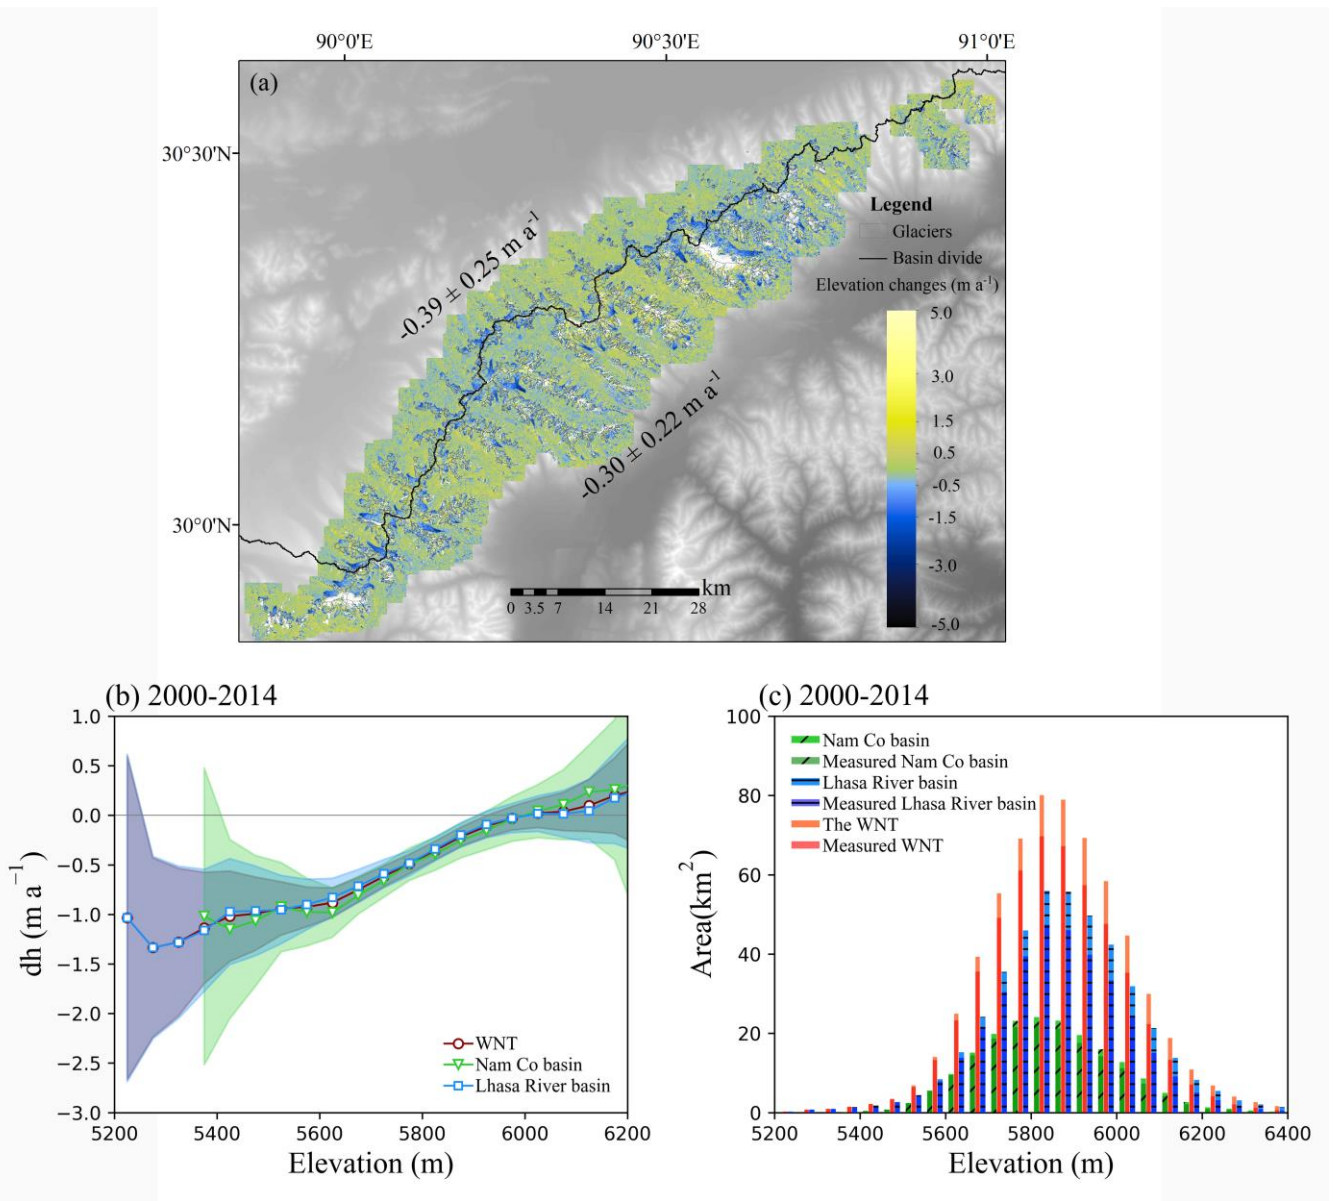 90°0'E 90°30'E 91°0'E
(a)
30°30'N
30°0'N
-0.39 ± 0.25 m a⁻¹
-0.30 ± 0.22 m a⁻¹
Legend
Glaciers
Basin divide
Elevation changes (m a⁻¹)
5.0
3.0
1.5
0.5
-0.5
-1.5
-3.0
-5.0
km
0 3.5 7 14 21 28
(b) 2000-2014
1.0
0.5
0.0
−0.5
−1.0
−1.5
−2.0
−2.5
−3.0
dh (m a⁻¹)
WNT
Nam Co basin
Lhasa River basin
5200 5400 5600 5800 6000 6200
Elevation (m)
(c) 2000-2014
100
80
60
40
20
0
Area(km²)
Nam Co basin
Measured Nam Co basin
Lhasa River basin
Measured Lhasa River basin
The WNT
Measured WNT
5200 5400 5600 5800 6000 6200 6400
Elevation (m)